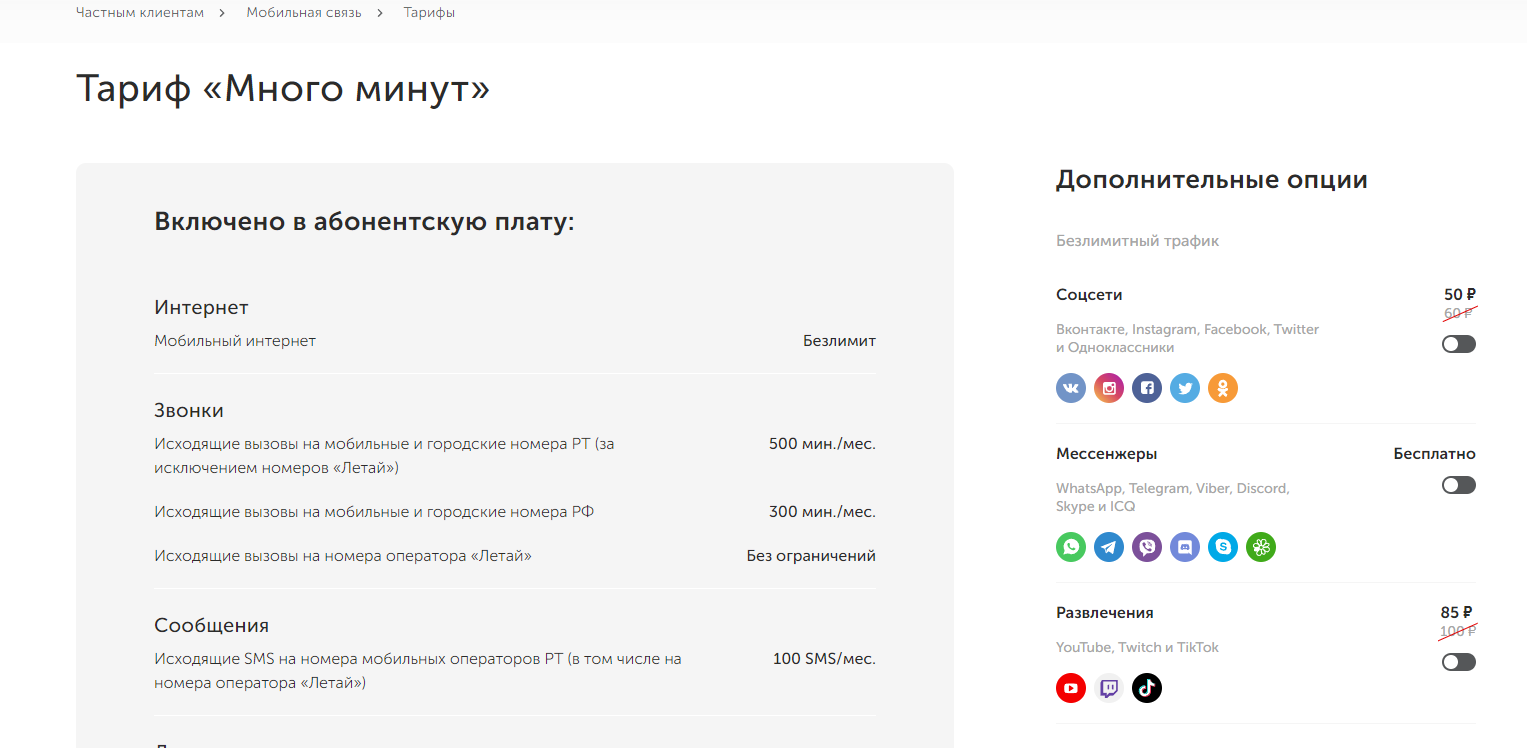 Частным клиентам > Мобильная связь > Тарифы
Тариф «Много минут»
Включено в абонентскую плату:
Интернет
Мобильный интернет Безлимит
Звонки
Исходящие вызовы на мобильные и городские номера РТ (за 500 мин./мес.
исключением номеров «Летай»)
Исходящие вызовы на мобильные и городские номера РФ 300 мин./мес.
Исходящие вызовы на номера оператора «Летай» Без ограничений
Сообщения
Исходящие SMS на номера мобильных операторов РТ (в том числе на 100 SMS/мес.
номера оператора «Летай»)
Дополнительные опции
Безлимитный трафик
Соцсети 50 ₽
60 ₽
Вконтакте, Instagram, Facebook, Twitter
и Одноклассники
Мессенжеры Бесплатно
WhatsApp, Telegram, Viber, Discord,
Skype и ICQ
Развлечения 85 ₽
100 ₽
YouTube, Twitch и TikTok